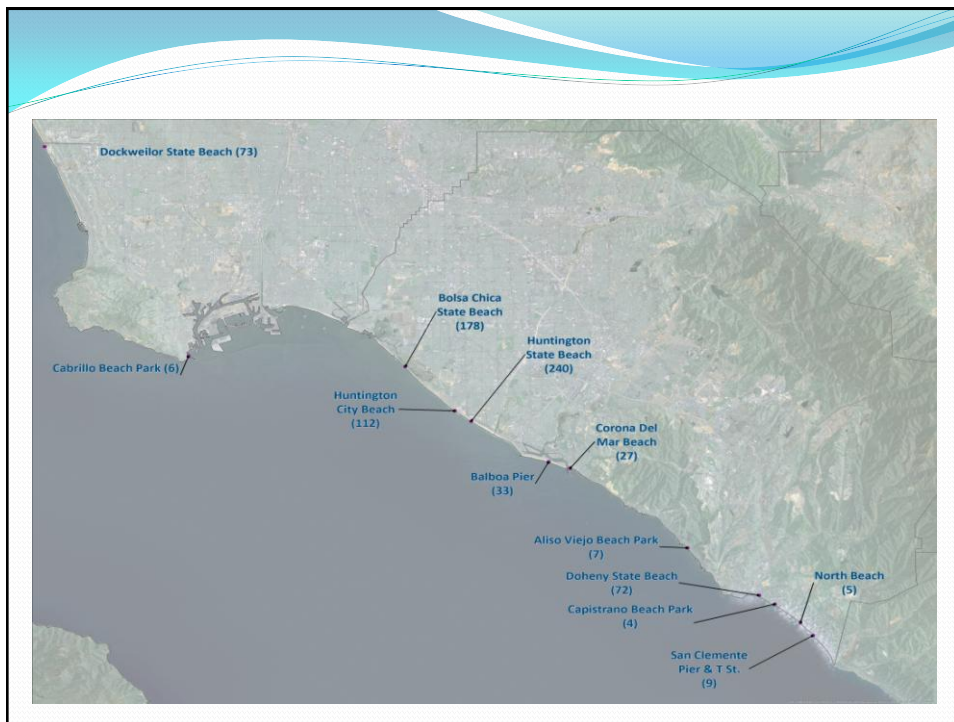 Dockweilor State Beach (73)
Bolsa Chica
State Beach
(178)
Huntington
State Beach
(240)
Cabrillo Beach Park (6)
Huntington
City Beach
(112)
Corona Del
Mar Beach
(27)
Balboa Pier
(33)
Aliso Viejo Beach Park
(7)
Doheny State Beach
(72)
North Beach
(5)
Capistrano Beach Park
(4)
San Clemente
Pier & T St.
(9)